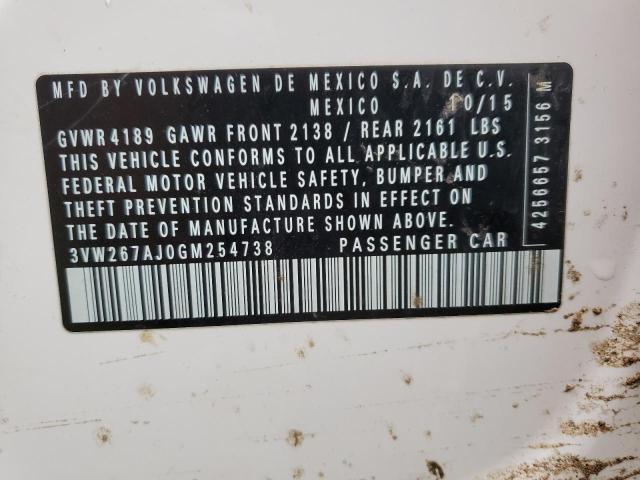 MFD BY VOLKSWAGEN DE MEXICO S.A. DE C.V.
MEXICO 10/15
GVWR 4189 GAWR FRONT 2138 / REAR 2161 LBS
THIS VEHICLE CONFORMS TO ALL APPLICABLE U.S.
FEDERAL MOTOR VEHICLE SAFETY, BUMPER AND
THEFT PREVENTION STANDARDS IN EFFECT ON
THE DATE OF MANUFACTURE SHOWN ABOVE.
3VW267AJ0GM254738 PASSENGER CAR
4256657 3156 M